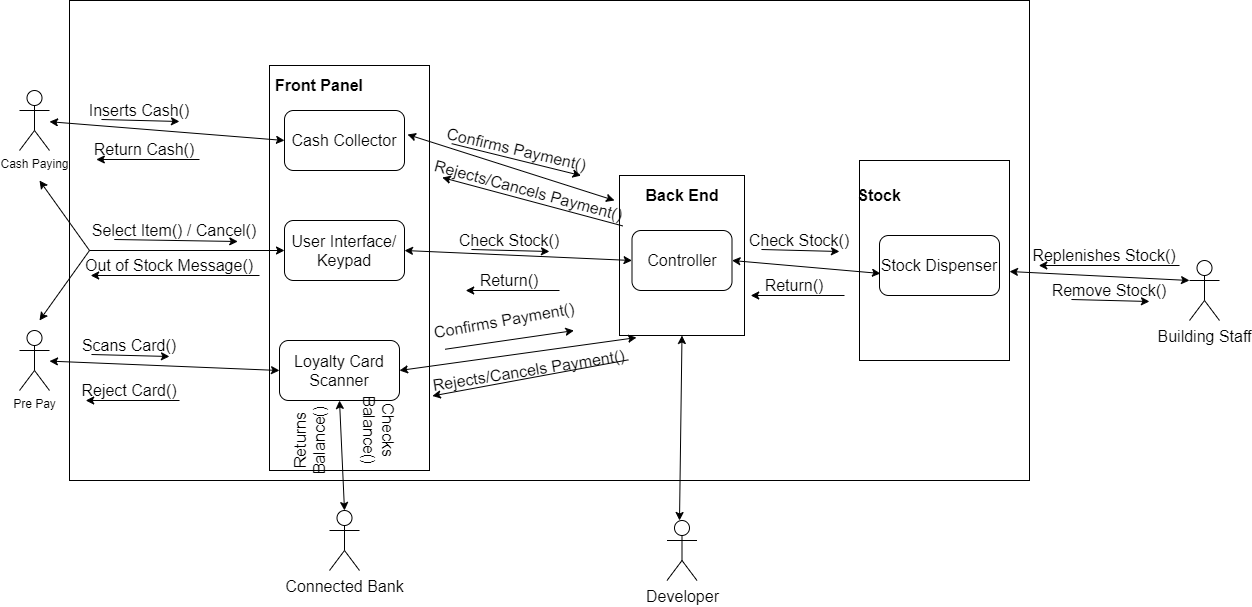 Front Panel
Inserts Cash()
Cash Collector
Confirms Payment()
Return Cash()
Cash Paying
Rejects/Cancels Payment()
Back End
Stock
Select Item() / Cancel()
User Interface/
Keypad
Check Stock()
Controller
Check Stock()
Stock Dispenser
Replenishes Stock()
Out of Stock Message()
Return()
Return()
Remove Stock()
Building Staff
Confirms Payment()
Scans Card()
Loyalty Card
Scanner
Rejects/Cancels Payment()
Reject Card()
Pre Pay
Returns
Balance()
Checks
Balance()
Connected Bank
Developer